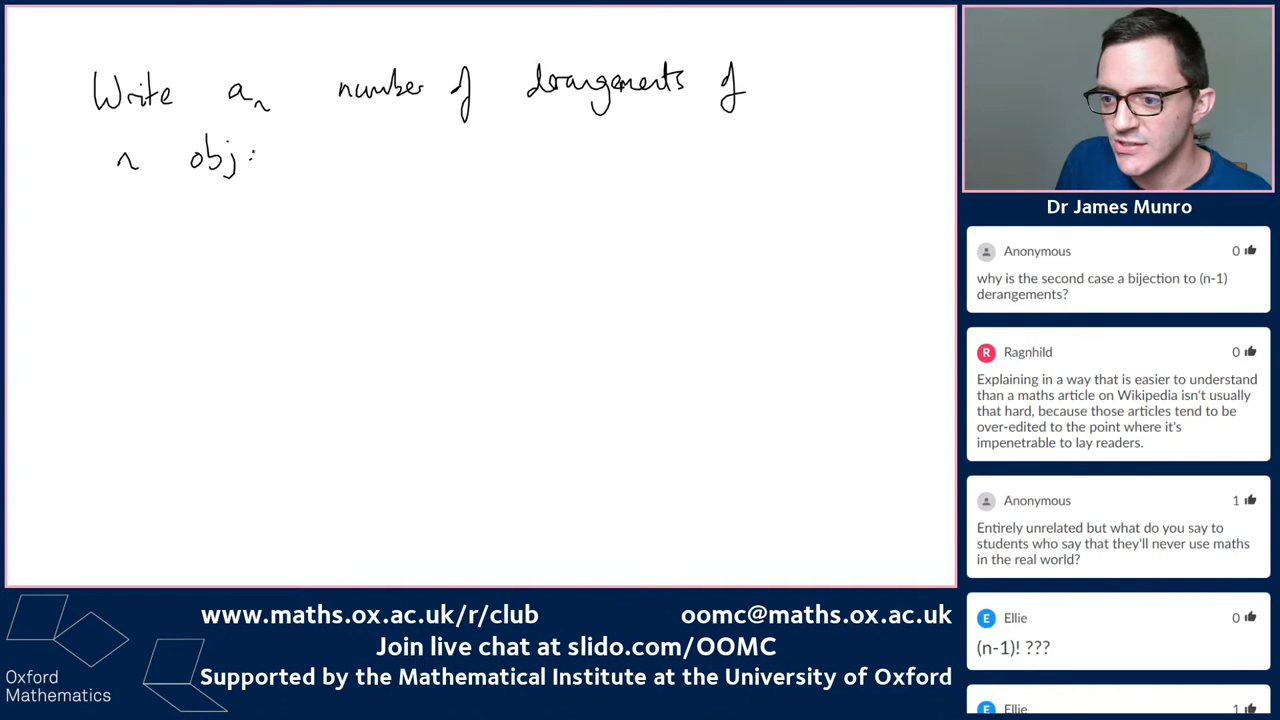 Write aₙ number of derangements of
n obj
Dr James Munro
Anonymous
0
why is the second case a bijection to (n-1)
derangements?
R
Ragnhild
0
Explaining in a way that is easier to understand
than a maths article on Wikipedia isn't usually
that hard, because those articles tend to be
over-edited to the point where it's
impenetrable to lay readers.
Anonymous
1
Entirely unrelated but what do you say to
students who say that they'll never use maths
in the real world?
E
Ellie
0
(n-1)! ???
E
Ellie
1
www.maths.ox.ac.uk/r/club
oomc@maths.ox.ac.uk
Join live chat at slido.com/OOMC
Supported by the Mathematical Institute at the University of Oxford
Oxford
Mathematics